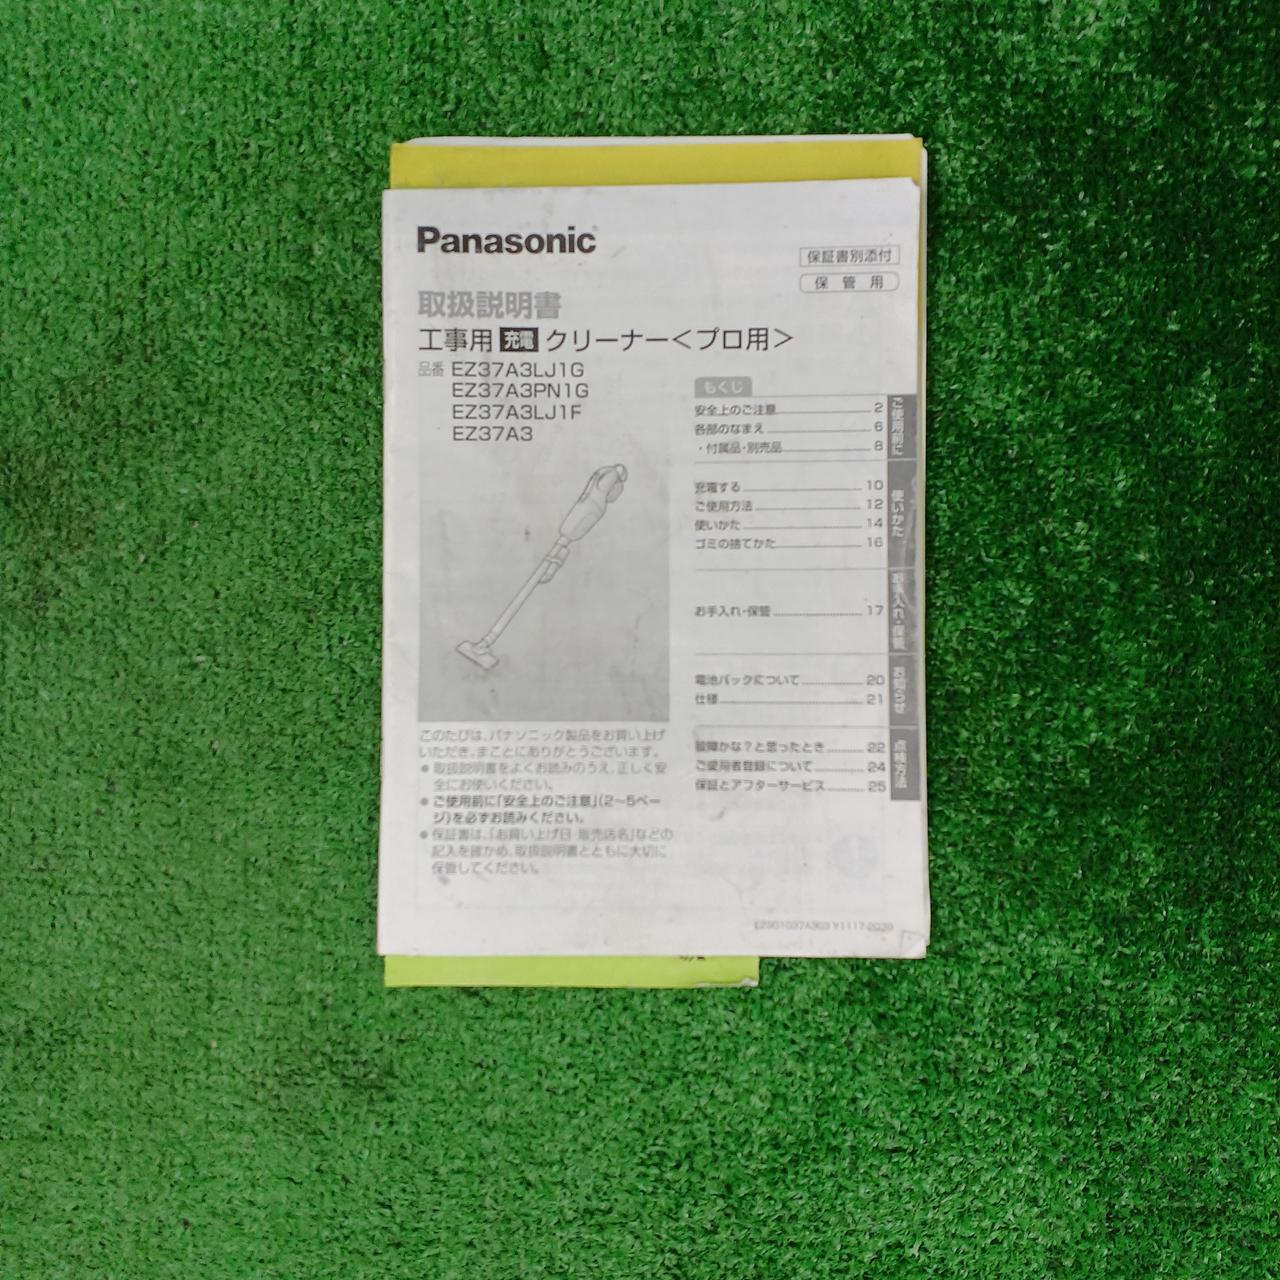 Panasonic
保証書別添付
保管用
取扱説明書
工事用 充電 クリーナー<プロ用>
品番 EZ37A3LJ1G
EZ37A3PN1G
EZ37A3LJ1F
EZ37A3
もくじ
安全上のご注意 2
各部のなまえ 6
・付属品・別売品 8
ご使用前に
充電する 10
ご使用方法 12
使いかた 14
ゴミの捨てかた 16
使いかた
お手入れ・保管 17
お手入れ・保管
電池パックについて 20
仕様 21
お知らせ
故障かな?と思ったとき 22
ご愛用者登録について 24
保証とアフターサービス 25
点検方法
このたびは、パナソニック製品をお買い上げ
いただき、まことにありがとうございます。
● 取扱説明書をよくお読みのうえ、正しく安
全にお使いください。
● ご使用前に「安全上のご注意」(2〜5ペー
ジ)を必ずお読みください。
● 保証書は、「お買い上げ日・販売店名」などの
記入を確かめ、取扱説明書とともに大切に
保管してください。
EZ901037A303 Y1117-2039